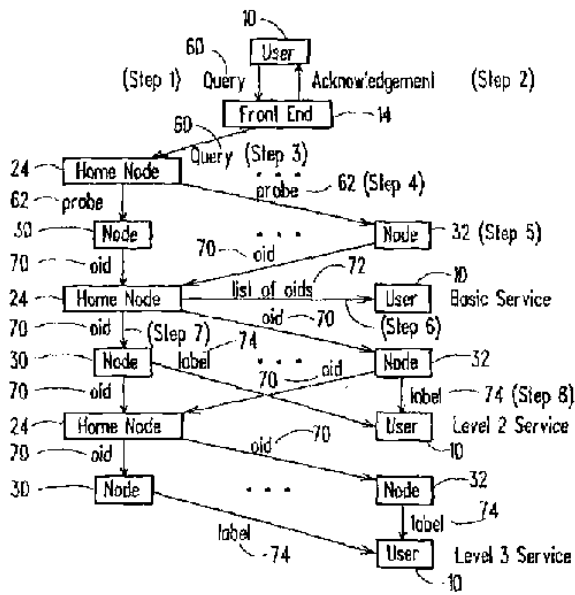 10
60 User
(Step 1) Query Acknowledgement (Step 2)
Front End 14
60
24 Home Node Query (Step 3)
62 probe probe 62 (Step 4)
30 Node Node 32 (Step 5)
70 oid 70 oid 72 10
24 Home Node list of oids User Basic Service
70 oid (Step 7) oid 70 (Step 6)
30 Node label 74 Node 32
70 oid 70 oid label 74 (Step 8)
24 Home Node User Level 2 Service
70 oid oid 70 10
30 Node Node 32
label 74
label 74 User Level 3 Service
10